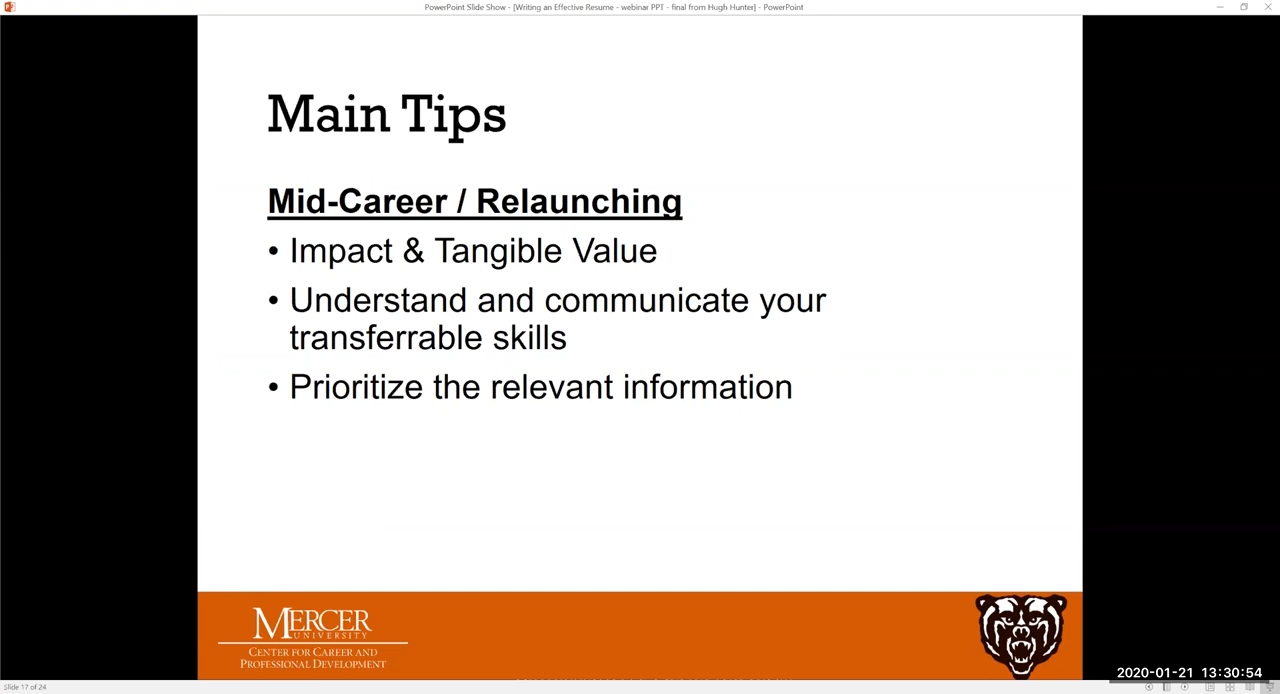 PowerPoint Slide Show - [Writing an Effective Resume - webinar PPT - final from Hugh Hunter] - PowerPoint
Main Tips
Mid-Career / Relaunching
• Impact & Tangible Value
• Understand and communicate your
transferrable skills
• Prioritize the relevant information
MERCER
UNIVERSITY
CENTER FOR CAREER AND
PROFESSIONAL DEVELOPMENT
2020-01-21 13:30:54
Slide 17 of 24